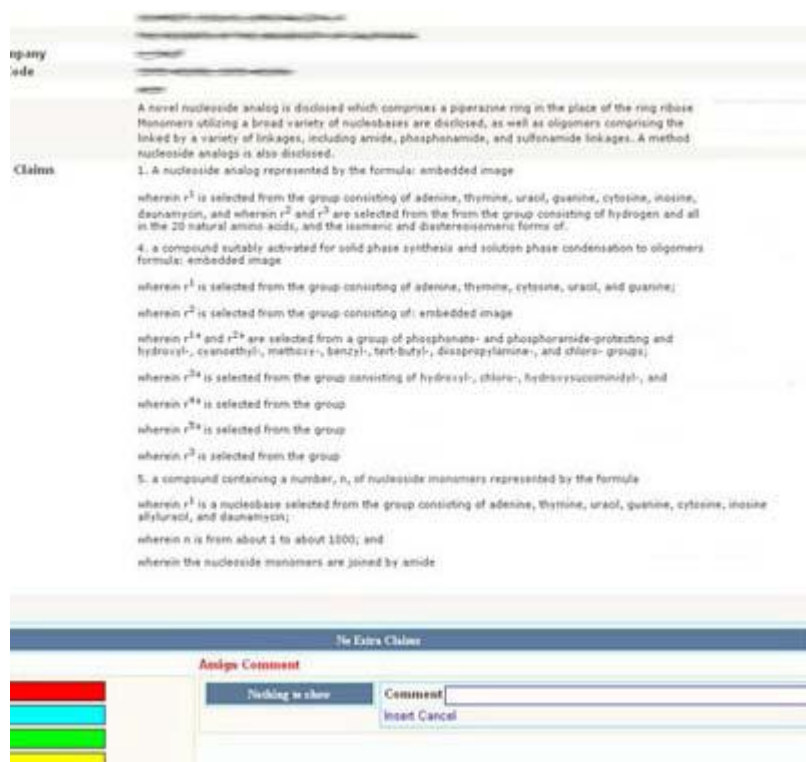 mpany
Code
A novel nucleoside analog is disclosed which comprises a piperazine ring in the place of the ring ribose
Monomers utilizing a broad variety of nucleobases are disclosed, as well as oligomers comprising the
linked by a variety of linkages, including amide, phosphonamide, and sulfonamide linkages. A method
nucleoside analogs is also disclosed.
Claims
1. A nucleoside analog represented by the formula: embedded image
wherein r1 is selected from the group consisting of adenine, thymine, uracil, guanine, cytosine, inosine,
daunamycin, and wherein r2 and r3 are selected from the from the group consisting of hydrogen and all
in the 20 natural amino acids, and the isomeric and diastereoisomeric forms of.
4. a compound suitably activated for solid phase synthesis and solution phase condensation to oligomers
formula: embedded image
wherein r1 is selected from the group consisting of adenine, thymine, cytosine, uracil, and guanine;
wherein r2 is selected from the group consisting of: embedded image
wherein r1* and r2* are selected from a group of phosphonate- and phosphoramide-protecting and
hydroxyl-, cyanoethyl-, methoxy-, benzyl-, tert-butyl-, diisopropylamine-, and chloro- groups;
wherein r3* is selected from the group consisting of hydroxyl-, chloro-, hydroxysuccinimidyl-, and
wherein r4* is selected from the group
wherein r5* is selected from the group
wherein r3 is selected from the group
5. a compound containing a number, n, of nucleoside monomers represented by the formula
wherein r1 is a nucleobase selected from the group consisting of adenine, thymine, uracil, guanine, cytosine, inosine
allyluracil, and daunamycin;
wherein n is from about 1 to about 1000; and
wherein the nucleoside monomers are joined by amide
No Extra Claims
Assign Comment
Nothing to show
Comment
Insert Cancel